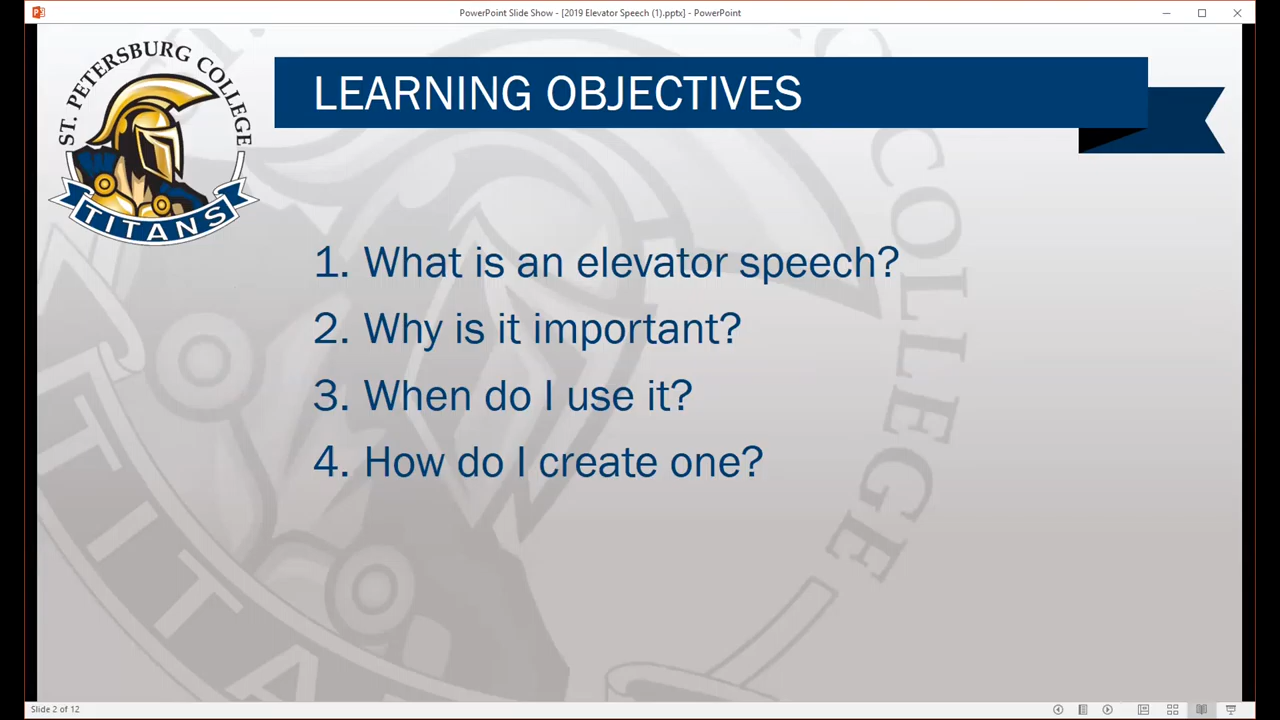 PowerPoint Slide Show - [2019 Elevator Speech (1).pptx] - PowerPoint
ST. PETERSBURG COLLEGE
TITANS
LEARNING OBJECTIVES
1. What is an elevator speech?
2. Why is it important?
3. When do I use it?
4. How do I create one?
COLLEGE
TITA
Slide 2 of 12